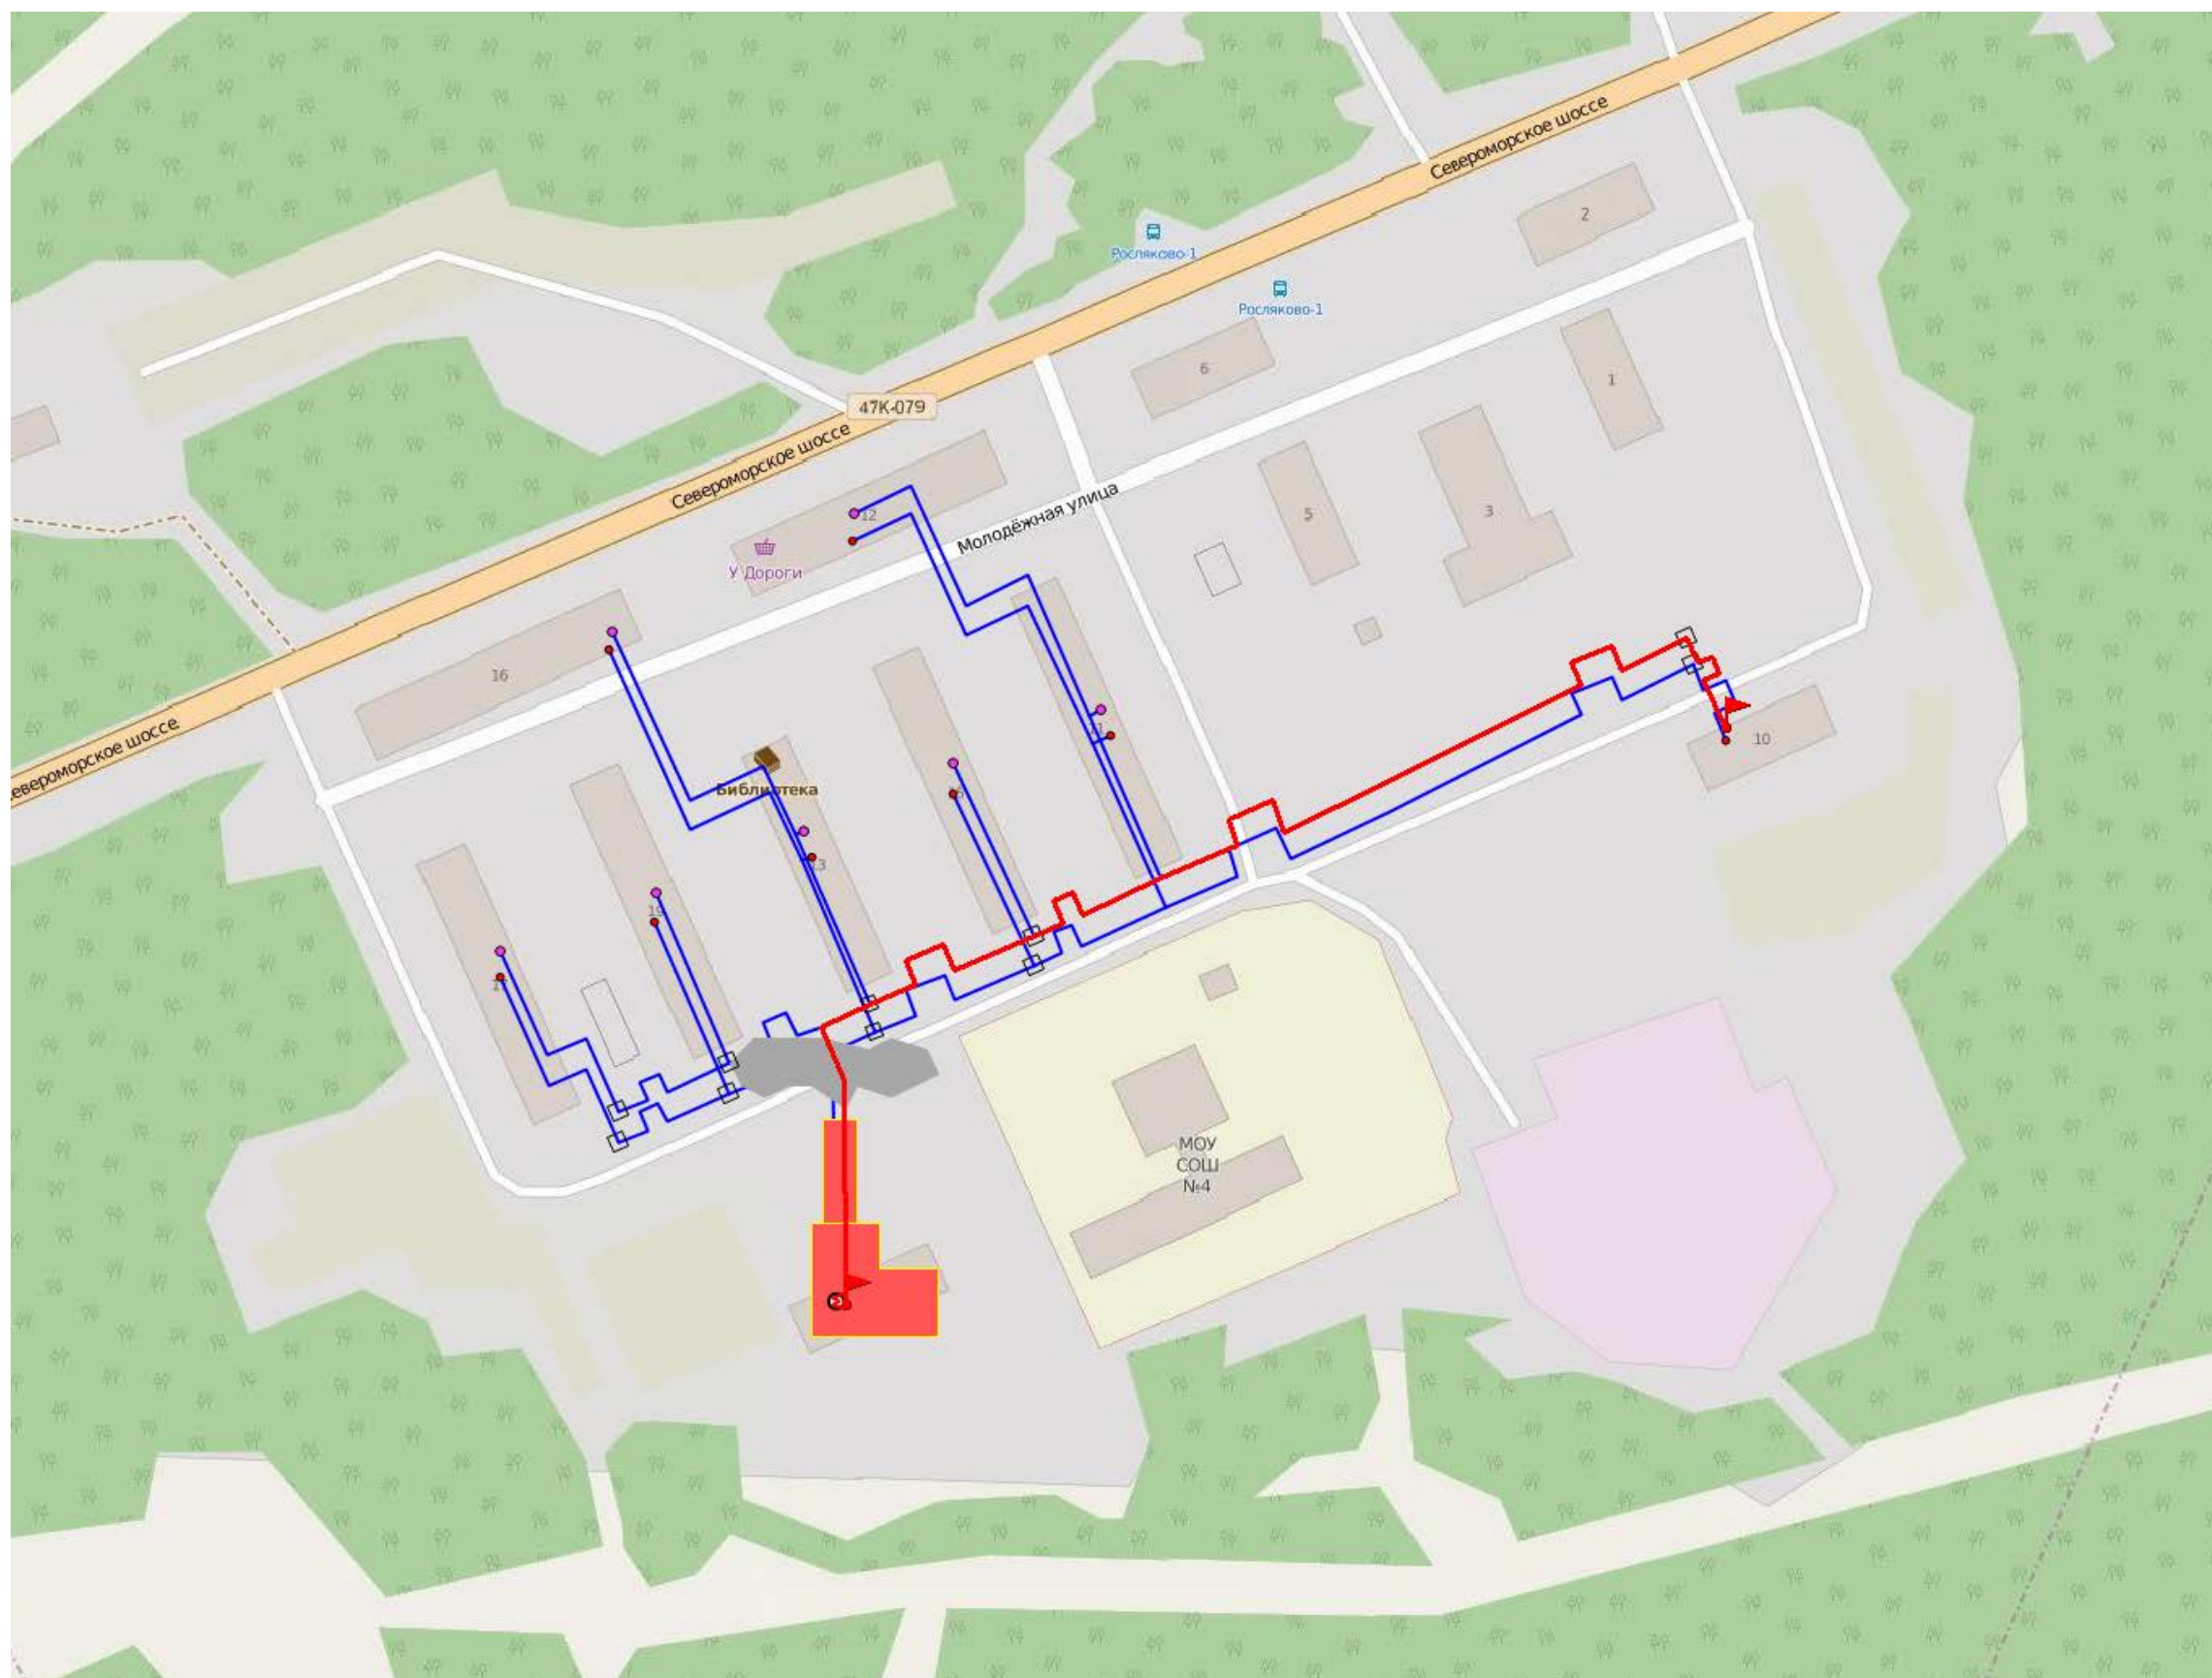 Североморское шоссе
2
Росляково-1
Росляково-1
6
1
47К-079
Североморское шоссе
12
Молодёжная улица
5
3
У Дороги
16
Североморское шоссе
10
Библиотека
13
19
МОУ
СОШ
№4